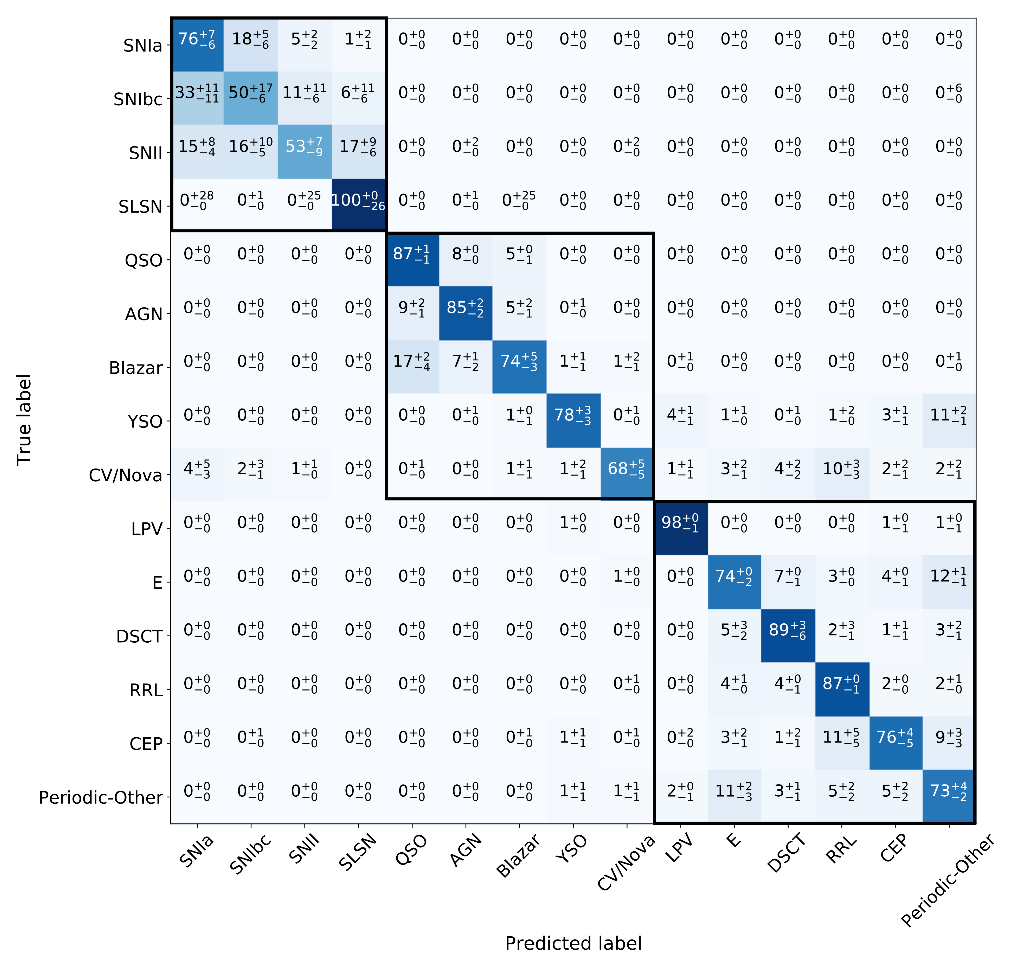 SNIa 76+7−6 18+5−6 5+2−2 1+2−1 0+0−0 0+0−0 0+0−0 0+0−0 0+0−0 0+0−0 0+0−0 0+0−0 0+0−0 0+0−0 0+0−0
SNIbc 33+11−11 50+17−6 11+11−6 6+11−6 0+0−0 0+0−0 0+0−0 0+0−0 0+0−0 0+0−0 0+0−0 0+0−0 0+0−0 0+0−0 0+6−0
SNII 15+8−4 16+10−5 53+7−9 17+9−6 0+0−0 0+2−0 0+0−0 0+0−0 0+2−0 0+0−0 0+0−0 0+0−0 0+0−0 0+0−0 0+0−0
SLSN 0+28−0 0+1−0 0+25−0 100+0−26 0+0−0 0+1−0 0+25−0 0+0−0 0+0−0 0+0−0 0+0−0 0+0−0 0+0−0 0+0−0 0+0−0
QSO 0+0−0 0+0−0 0+0−0 0+0−0 87+1−1 8+0−0 5+0−1 0+0−0 0+0−0 0+0−0 0+0−0 0+0−0 0+0−0 0+0−0 0+0−0
AGN 0+0−0 0+0−0 0+0−0 0+0−0 9+2−1 85+2−2 5+2−1 0+1−0 0+0−0 0+0−0 0+0−0 0+0−0 0+0−0 0+0−0 0+0−0
Blazar 0+0−0 0+0−0 0+0−0 0+0−0 17+2−4 7+1−2 74+5−3 1+1−1 1+2−1 0+1−0 0+0−0 0+0−0 0+0−0 0+0−0 0+1−0
YSO 0+0−0 0+0−0 0+0−0 0+0−0 0+0−0 0+1−0 1+0−1 78+3−3 0+1−0 4+1−1 1+1−0 0+1−0 1+2−0 3+1−1 11+2−1
CV/Nova 4+5−3 2+3−1 1+1−0 0+0−0 0+1−0 0+0−0 1+1−1 1+2−1 68+5−5 1+1−1 3+2−1 4+2−2 10+3−3 2+2−1 2+2−1
LPV 0+0−0 0+0−0 0+0−0 0+0−0 0+0−0 0+0−0 0+0−0 1+0−0 0+0−0 98+0−1 0+0−0 0+0−0 0+0−0 1+0−1 1+0−1
E 0+0−0 0+0−0 0+0−0 0+0−0 0+0−0 0+0−0 0+0−0 0+0−0 1+0−0 0+0−0 74+0−2 7+0−1 3+0−0 4+0−1 12+1−1
DSCT 0+0−0 0+0−0 0+0−0 0+0−0 0+0−0 0+0−0 0+0−0 0+0−0 0+0−0 0+0−0 5+3−2 89+3−6 2+3−1 1+1−1 3+2−1
RRL 0+0−0 0+0−0 0+0−0 0+0−0 0+0−0 0+0−0 0+0−0 0+0−0 0+1−0 0+0−0 4+1−0 4+0−1 87+0−1 2+0−0 2+1−0
CEP 0+0−0 0+1−0 0+0−0 0+0−0 0+0−0 0+0−0 0+1−0 1+1−1 0+1−0 0+2−0 3+2−1 1+2−1 11+5−5 76+4−5 9+3−3
Periodic-Other 0+0−0 0+0−0 0+0−0 0+0−0 0+0−0 0+0−0 0+0−0 1+1−1 1+1−1 2+0−1 11+2−3 3+1−1 5+2−2 5+2−2 73+4−2
True label
SNIa SNIbc SNII SLSN QSO AGN Blazar YSO CV/Nova LPV E DSCT RRL CEP Periodic-Other
Predicted label